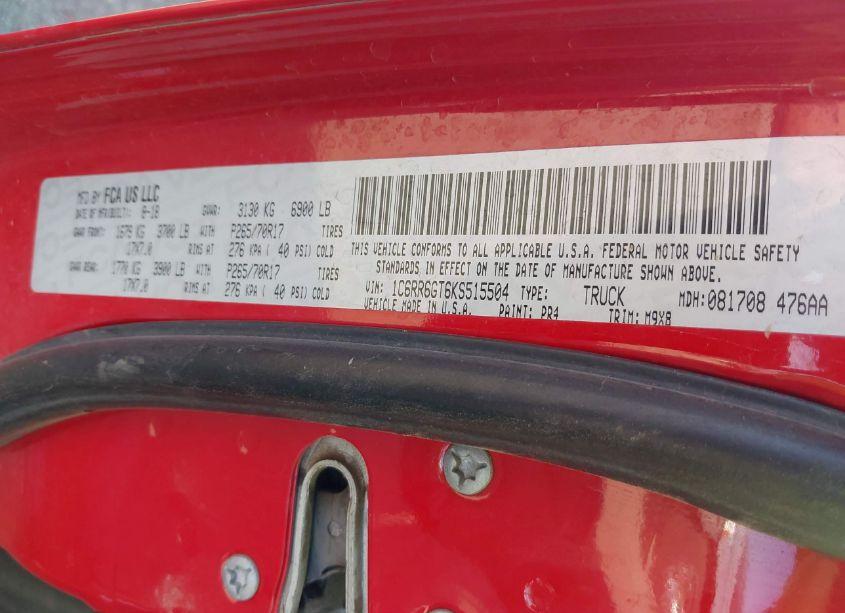 MFD BY FCA US LLC
DATE OF MFR(BUILT): 8-18 GVWR: 3130 KG 6900 LB
GAWR FRONT: 1679 KG 3700 LB WITH P265/70R17 TIRES
17X7.0 RIMS AT 276 KPA ( 40 PSI) COLD
GAWR REAR: 1770 KG 3900 LB WITH P265/70R17 TIRES
17X7.0 RIMS AT 276 KPA ( 40 PSI) COLD
THIS VEHICLE CONFORMS TO ALL APPLICABLE U.S.A. FEDERAL MOTOR VEHICLE SAFETY
STANDARDS IN EFFECT ON THE DATE OF MANUFACTURE SHOWN ABOVE.
VIN: 1C6RR6GT6KS515504 TYPE: TRUCK MDH:081708 476AA
VEHICLE MADE IN U.S.A. PAINT: PR4 TRIM: M9X8